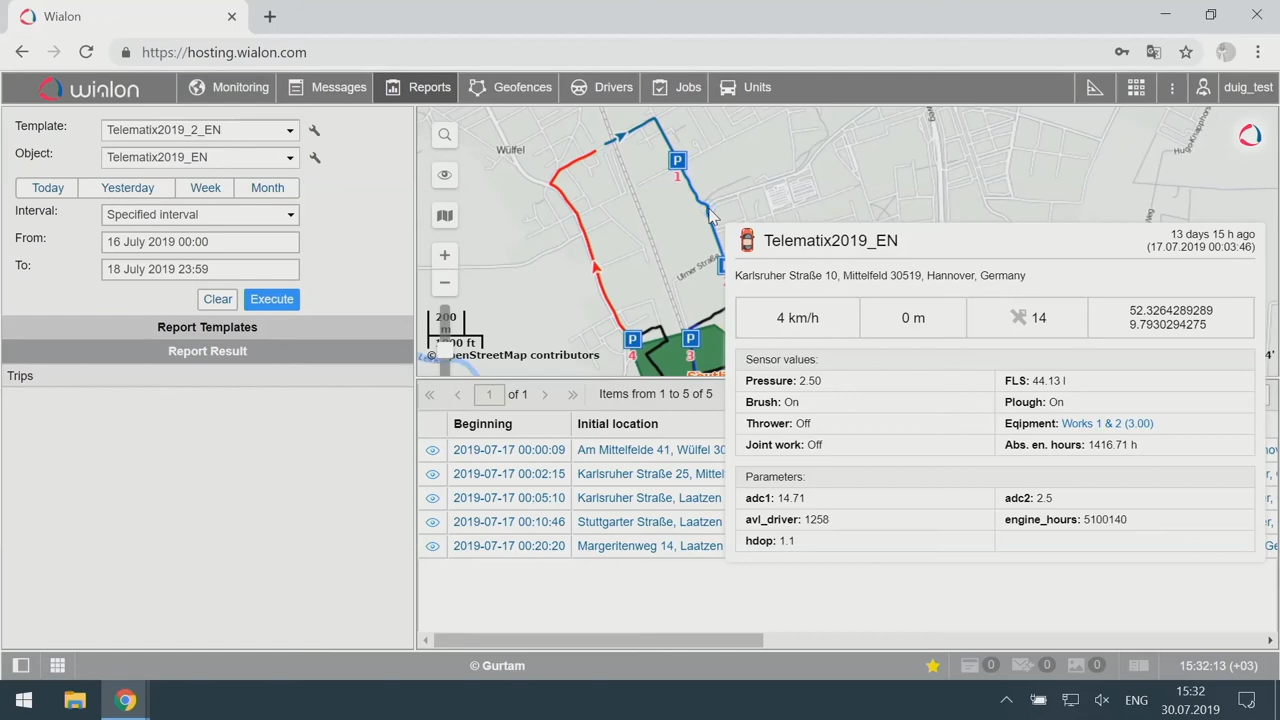 Wialon
https://hosting.wialon.com
wialon
Monitoring
Messages
Reports
Geofences
Drivers
Jobs
Units
duig_test
Template:
Telematix2019_2_EN
Object:
Telematix2019_EN
Today
Yesterday
Week
Month
Interval:
Specified interval
From:
16 July 2019 00:00
To:
18 July 2019 23:59
Clear
Execute
Report Templates
Report Result
Trips
Wülfel
P
1
P
4
P
3
200
m
© OpenStreetMap contributors
Telematix2019_EN
13 days 15 h ago
(17.07.2019 00:03:46)
Karlsruher Straße 10, Mittelfeld 30519, Hannover, Germany
4 km/h
0 m
14
52.3264289289
9.7930294275
Sensor values:
Pressure: 2.50
FLS: 44.13 l
Brush: On
Plough: On
Thrower: Off
Eqipment: Works 1 & 2 (3.00)
Joint work: Off
Abs. en. hours: 1416.71 h
Parameters:
adc1: 14.71
adc2: 2.5
avl_driver: 1258
engine_hours: 5100140
hdop: 1.1
1
of 1
Items from 1 to 5 of 5
Beginning
Initial location
2019-07-17 00:00:09
Am Mittelfelde 41, Wülfel 30
2019-07-17 00:02:15
Karlsruher Straße 25, Mittel
2019-07-17 00:05:10
Karlsruher Straße, Laatzen
2019-07-17 00:10:46
Stuttgarter Straße, Laatzen
2019-07-17 00:20:20
Margeritenweg 14, Laatzen
© Gurtam
0
0
0
15:32:13 (+03)
ENG
15:32
30.07.2019